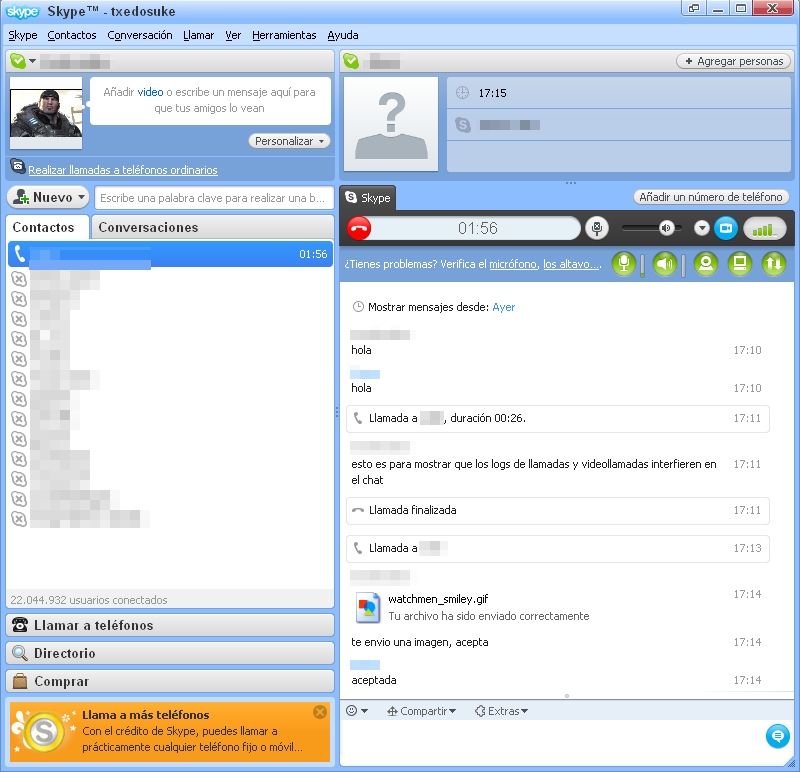 skype Skype™ - txedosuke
Skype Contactos Conversación Llamar Ver Herramientas Ayuda
Añadir video o escribe un mensaje aquí para
que tus amigos lo vean
Personalizar
Realizar llamadas a teléfonos ordinarios
Nuevo
Escribe una palabra clave para realizar una b...
Contactos
Conversaciones
01:56
22.044.932 usuarios conectados
Llamar a teléfonos
Directorio
Comprar
Llama a más teléfonos
Con el crédito de Skype, puedes llamar a
prácticamente cualquier teléfono fijo o móvil...
+ Agregar personas
17:15
Skype
Añadir un número de teléfono
01:56
¿Tienes problemas? Verifica el micrófono, los altavo...
Mostrar mensajes desde: Ayer
hola 17:10
hola 17:10
Llamada a , duración 00:26. 17:11
esto es para mostrar que los logs de llamadas y videollamadas interfieren en 17:11
el chat
Llamada finalizada 17:11
Llamada a 17:13
watchmen_smiley.gif 17:14
Tu archivo ha sido enviado correctamente
te envio una imagen, acepta 17:14
aceptada 17:14
Compartir Extras